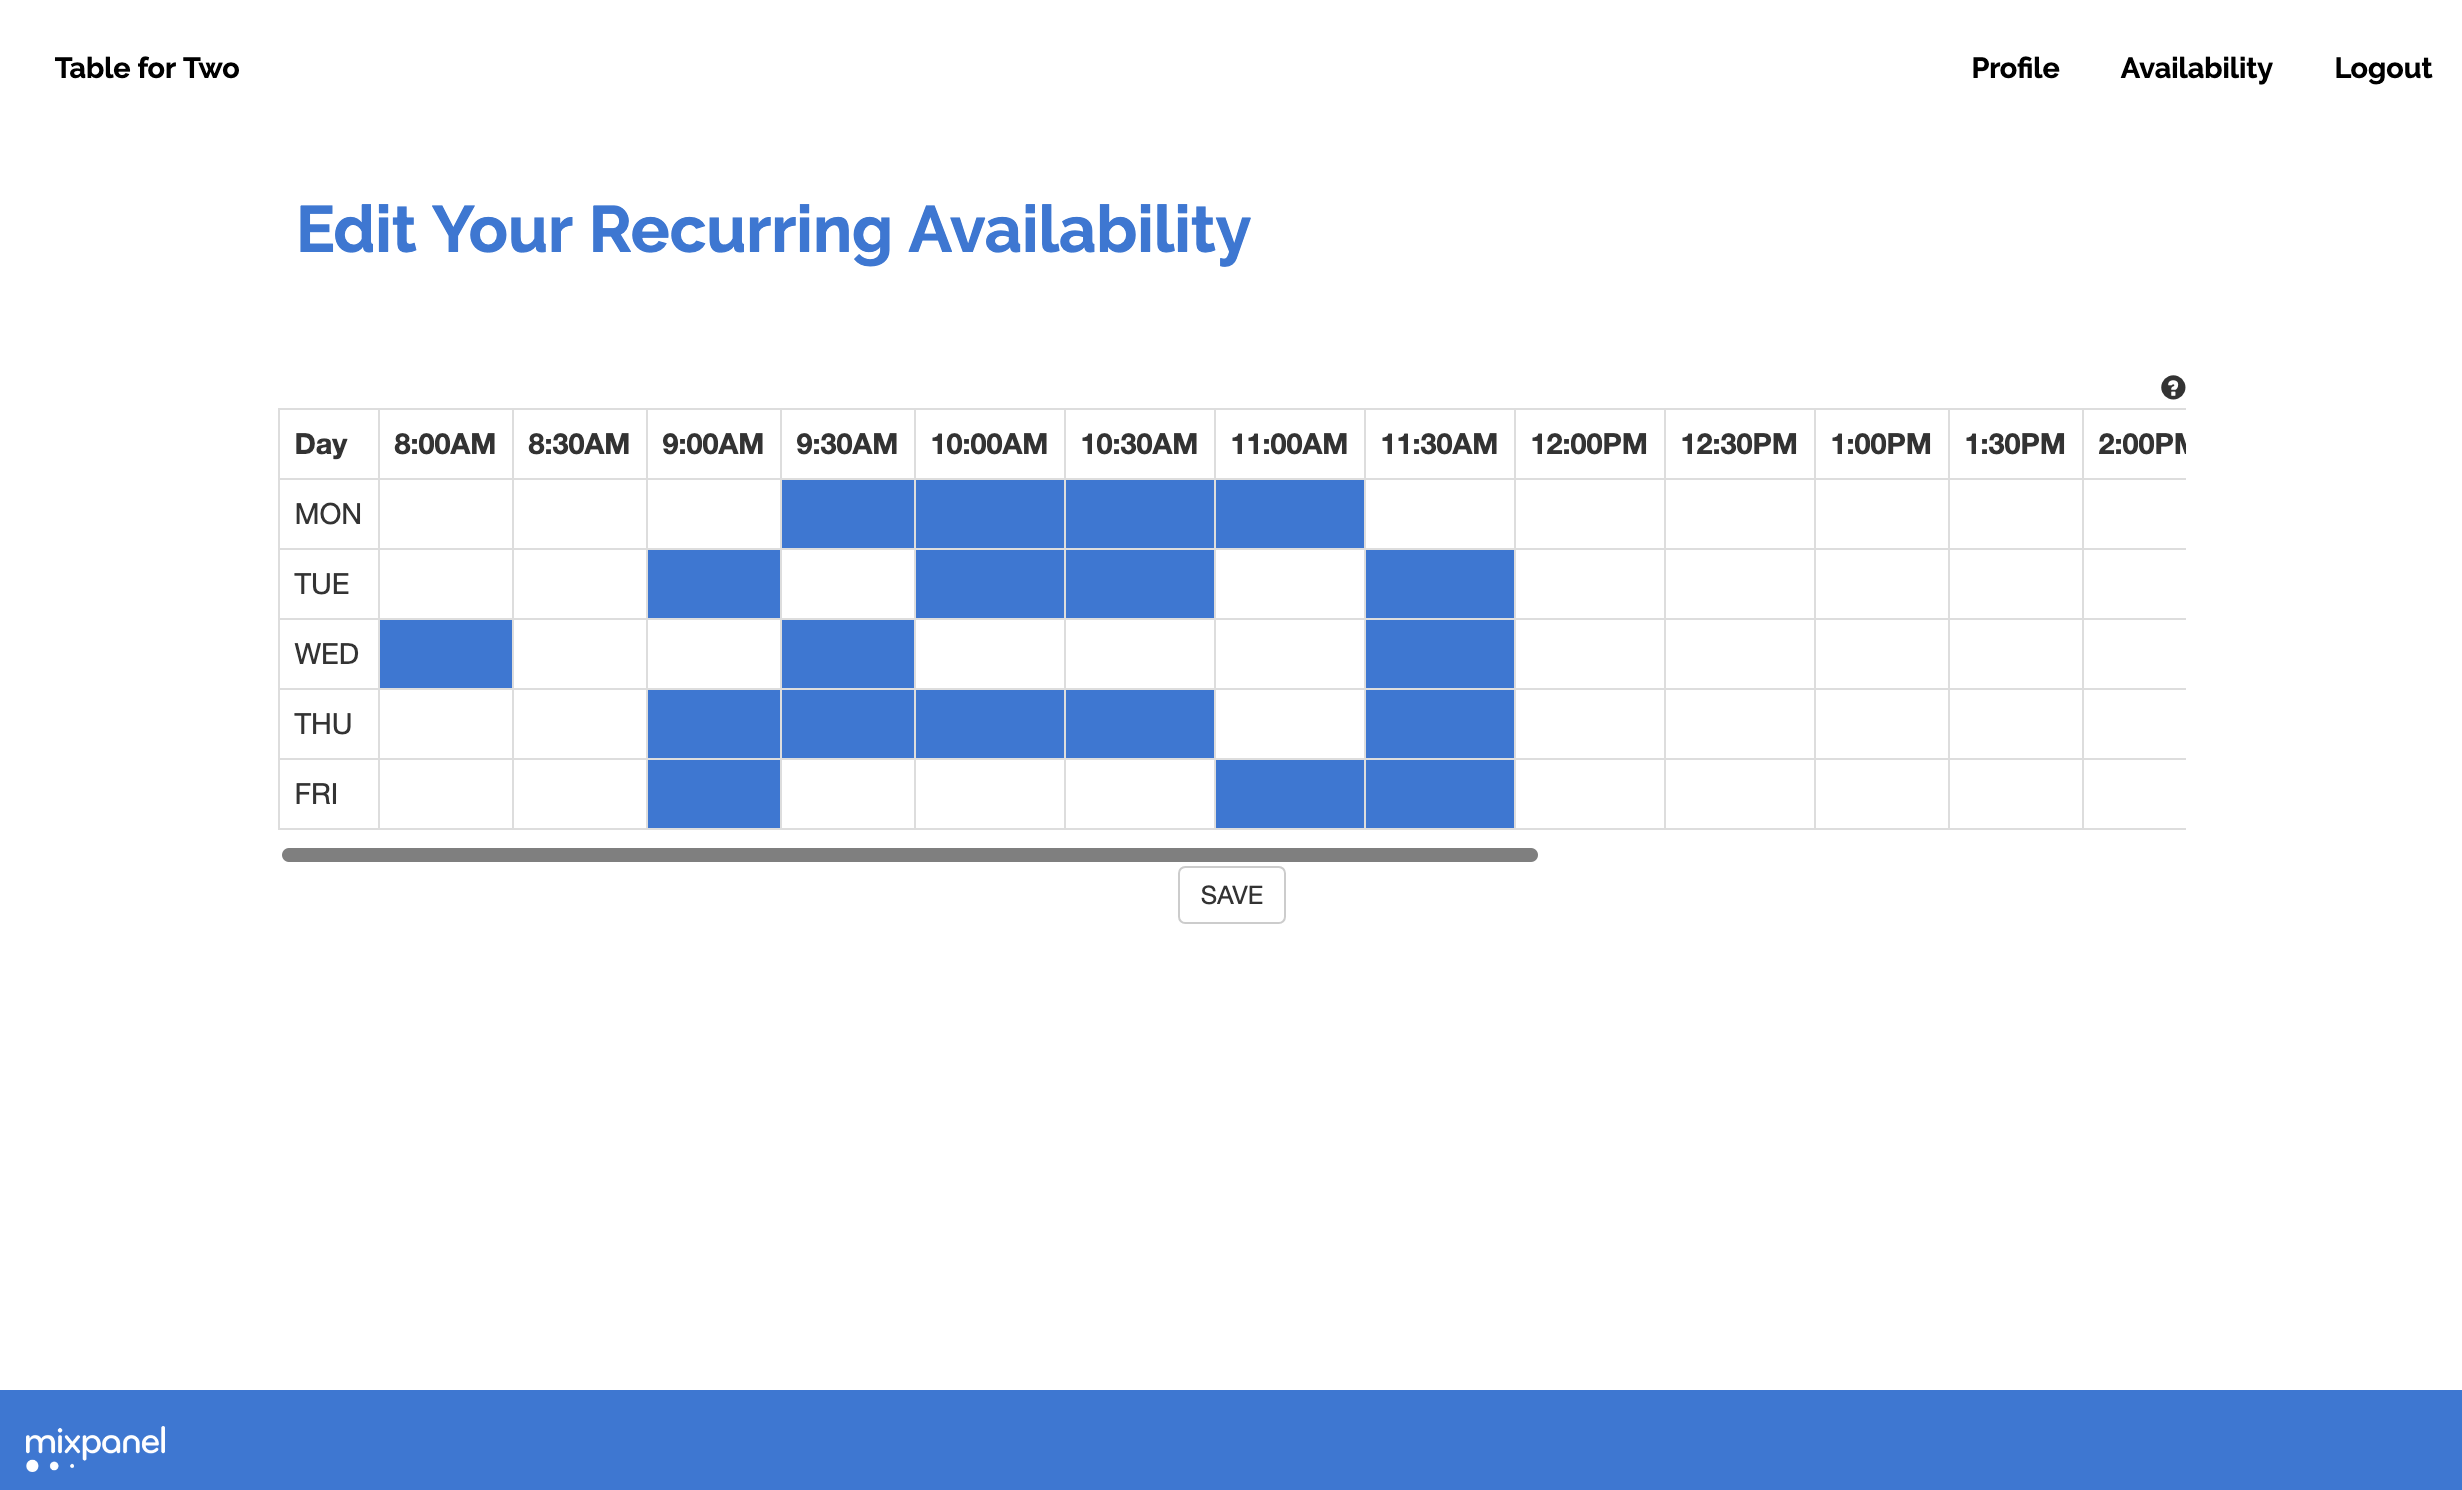 Table for Two
Profile Availability Logout
Edit Your Recurring Availability
?
Day 8:00AM 8:30AM 9:00AM 9:30AM 10:00AM 10:30AM 11:00AM 11:30AM 12:00PM 12:30PM 1:00PM 1:30PM 2:00PM
MON
TUE
WED
THU
FRI
SAVE
mixpanel